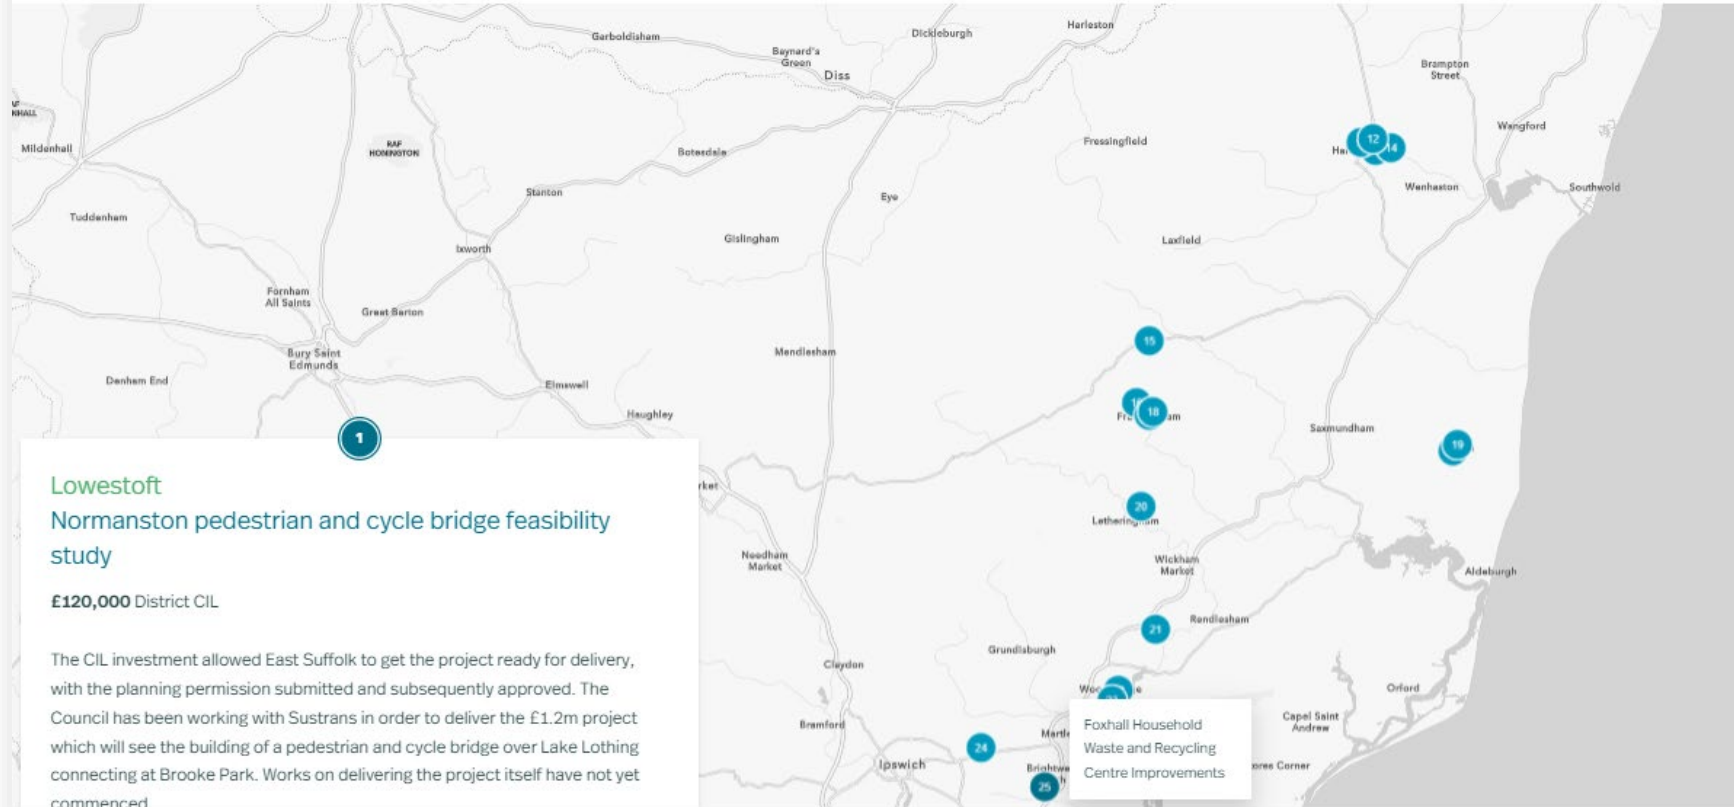 Garboldisham
Dickleburgh
Harleston
Baynard's
Green
Diss
Brampton
Street
Mildenhall
RAF
HONINGTON
Botesdale
Fressingfield
Wangford
12
14
Stanton
Eye
Wenhaston
Southwold
Tuddenham
Ixworth
Gislingham
Laxfield
Fornham
All Saints
Great Barton
Bury Saint
Edmunds
Mendlesham
15
Denham End
Elmswell
Haughley
18
Saxmundham
19
1
Lowestoft
Normanston pedestrian and cycle bridge feasibility
study
£120,000 District CIL
The CIL investment allowed East Suffolk to get the project ready for delivery,
with the planning permission submitted and subsequently approved. The
Council has been working with Sustrans in order to deliver the £1.2m project
which will see the building of a pedestrian and cycle bridge over Lake Lothing
connecting at Brooke Park. Works on delivering the project itself have not yet
commenced
20
Needham
Market
Wickham
Market
Aldeburgh
21
Rendlesham
Grundisburgh
Claydon
Orford
Bramford
Capel Saint
Andrew
24
Ipswich
25
Foxhall Household
Waste and Recycling
Centre Improvements
Corner